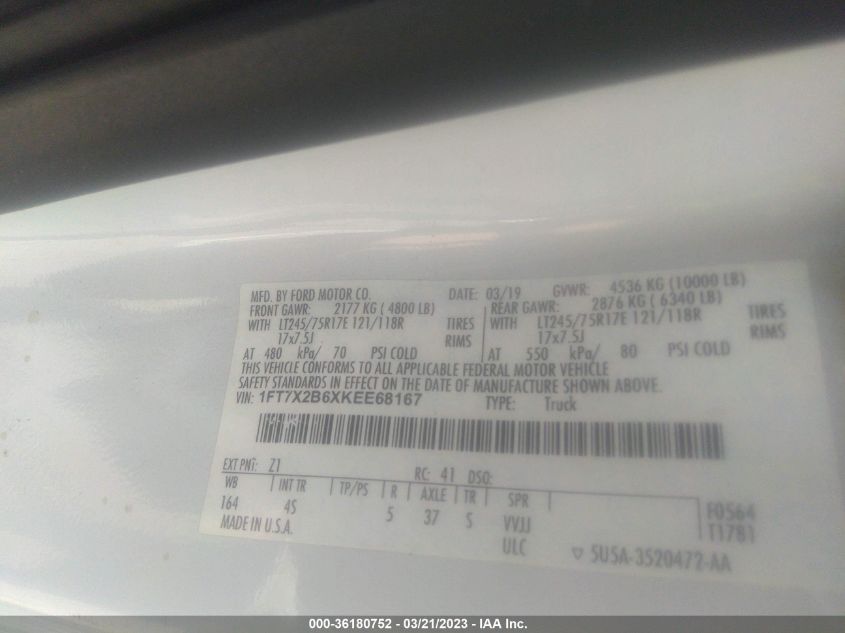 MFD. BY FORD MOTOR CO. DATE: 03/19 GVWR: 4536 KG (10000 LB)
FRONT GAWR: 2177 KG ( 4800 LB) REAR GAWR: 2876 KG ( 6340 LB)
WITH LT245/75R17E 121/118R TIRES WITH LT245/75R17E 121/118R TIRES
17x7.5J RIMS 17x7.5J RIMS
AT 480 kPa/ 70 PSI COLD AT 550 kPa/ 80 PSI COLD
THIS VEHICLE CONFORMS TO ALL APPLICABLE FEDERAL MOTOR VEHICLE
SAFETY STANDARDS IN EFFECT ON THE DATE OF MANUFACTURE SHOWN ABOVE.
VIN: 1FT7X2B6XKEE68167 TYPE: Truck
EXT PNT: Z1 RC: 41 DSO:
WB INT TR TP/PS R AXLE TR SPR F0564
164 4S 5 37 S VVJJ T1781
MADE IN U.S.A. ULC ▽ 5U5A-3520472-AA
000-36180752 - 03/21/2023 - IAA Inc.